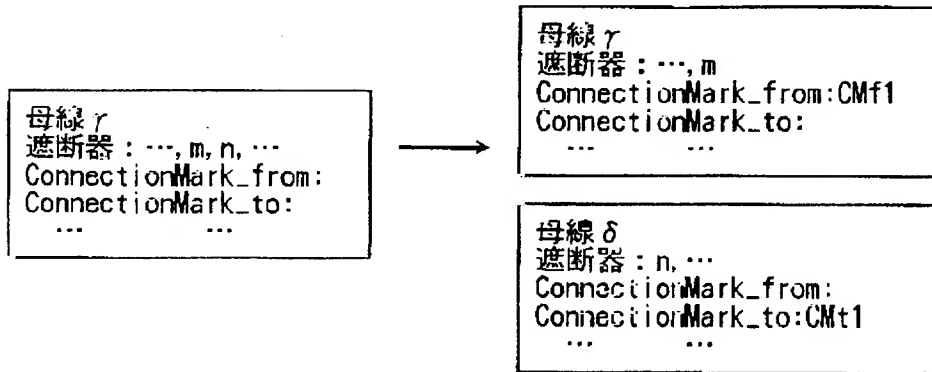 母線γ
遮断器：…, m, n, …
ConnectionMark_from:
ConnectionMark_to:
… …
母線γ
遮断器：…, m
ConnectionMark_from:CMf1
ConnectionMark_to:
… …
母線δ
遮断器：n, …
ConnectionMark_from:
ConnectionMark_to:CMt1
… …